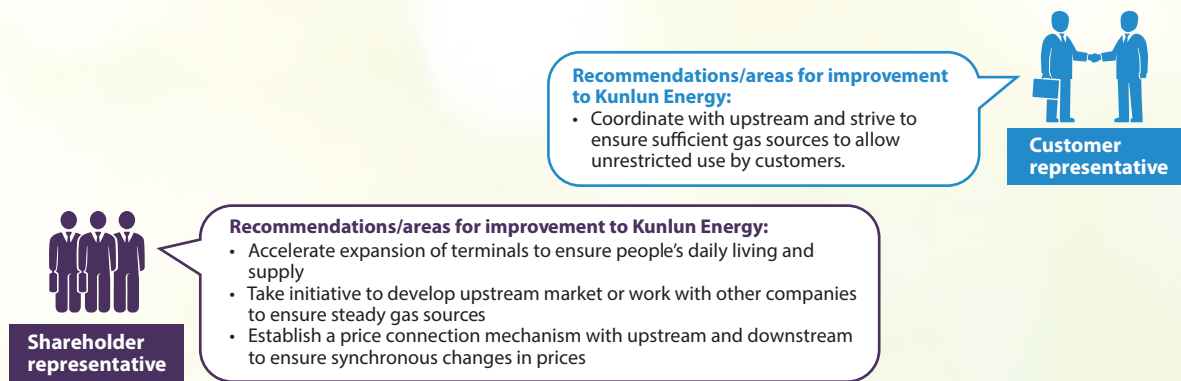 Recommendations/areas for improvement
to Kunlun Energy:
• Coordinate with upstream and strive to
ensure sufficient gas sources to allow
unrestricted use by customers.
Customer
representative
Recommendations/areas for improvement to Kunlun Energy:
• Accelerate expansion of terminals to ensure people’s daily living and
supply
• Take initiative to develop upstream market or work with other companies
to ensure steady gas sources
• Establish a price connection mechanism with upstream and downstream
to ensure synchronous changes in prices
Shareholder
representative